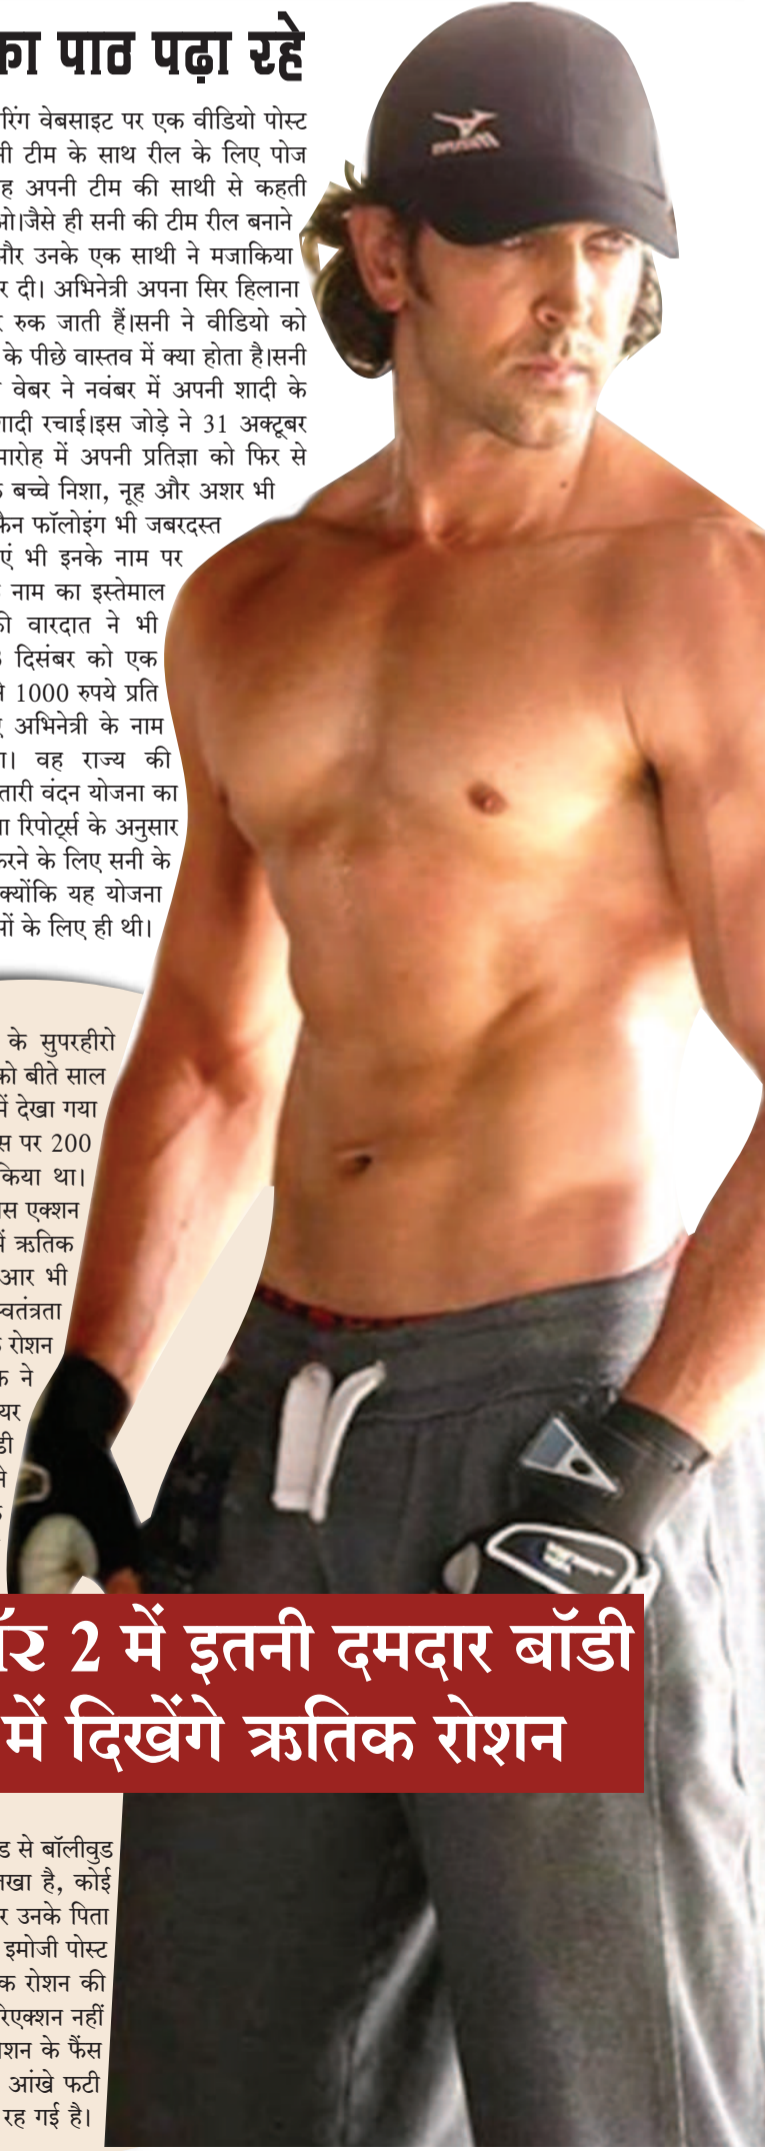 का पाठ पढ़ा रहे
रिंग वेबसाइट पर एक वीडियो पोस्ट
टीम के साथ रील के लिए पोज
ह अपनी टीम की साथी से कहती
ओ।जैसे ही सनी की टीम रील बनाने
और उनके एक साथी ने मजाकिया
र दी। अभिनेत्री अपना सिर हिलाना
रुक जाती हैं।सनी ने वीडियो को
के पीछे वास्तव में क्या होता है।सनी
वेबर ने नवंबर में अपनी शादी के
शादी रचाई।इस जोड़े ने 31 अक्टूबर
मारोह में अपनी प्रतिज्ञा को फिर से
बच्चे निशा, नूह और अशर भी
फैन फॉलोइंग भी जबरदस्त
एं भी इनके नाम पर
नाम का इस्तेमाल
की वारदात ने भी
दिसंबर को एक
1000 रुपये प्रति
अभिनेत्री के नाम
ा। वह राज्य की
तारी वंदन योजना का
ा रिपोर्ट्स के अनुसार
करने के लिए सनी के
क्योंकि यह योजना
ओं के लिए ही थी।
के सुपरहीरो
को बीते साल
में देखा गया
स पर 200
किया था।
स एक्शन
में ऋतिक
आर भी
स्वतंत्रता
रोशन
क ने
यर
डी
से
MIZUNO
ॉर 2 में इतनी दमदार बॉडी
में दिखेंगे ऋतिक रोशन
ड से बॉलीवुड
लिखा है, कोई
र उनके पिता
इमोजी पोस्ट
क रोशन की
रिएक्शन नहीं
ोशन के फैंस
आंखे फटी
रह गई है।